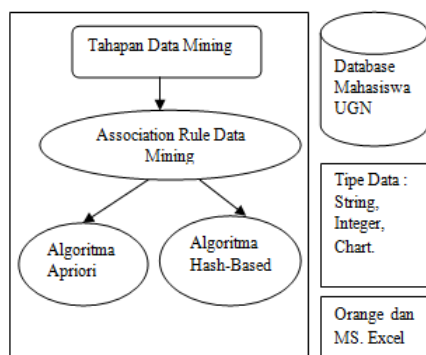 Tahapan Data Mining
Association Rule Data
Mining
Algoritma
Apriori
Algoritma
Hash-Based
Database
Mahasiswa
UGN
Tipe Data :
String,
Integer,
Chart.
Orange dan
MS. Excel